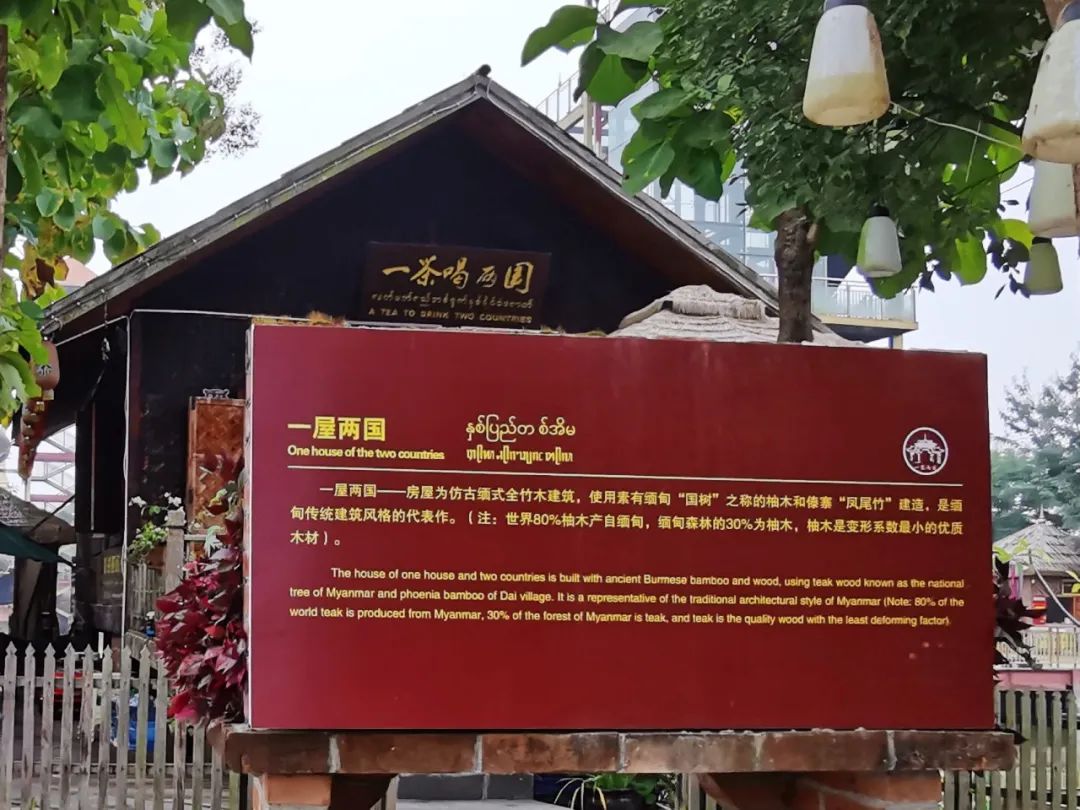 一茶喝两国
A TEA TO DRINK TWO COUNTRIES
一屋两国
နှစ်ပြည်တစ်အိမ်
One house of the two countries
一屋两国——房屋为仿古缅式全竹木建筑，使用素有缅甸“国树”之称的柚木和傣寨“凤尾竹”建造，是缅
甸传统建筑风格的代表作。（注：世界80%柚木产自缅甸，缅甸森林的30%为柚木，柚木是变形系数最小的优质
木材）。
The house of one house and two countries is built with ancient Burmese bamboo and wood, using teak wood known as the national
tree of Myanmar and phoenia bamboo of Dai village. It is a representative of the traditional architectural style of Myanmar (Note: 80% of the
world teak is produced from Myanmar, 30% of the forest of Myanmar is teak, and teak is the quality wood with the least deforming factor)